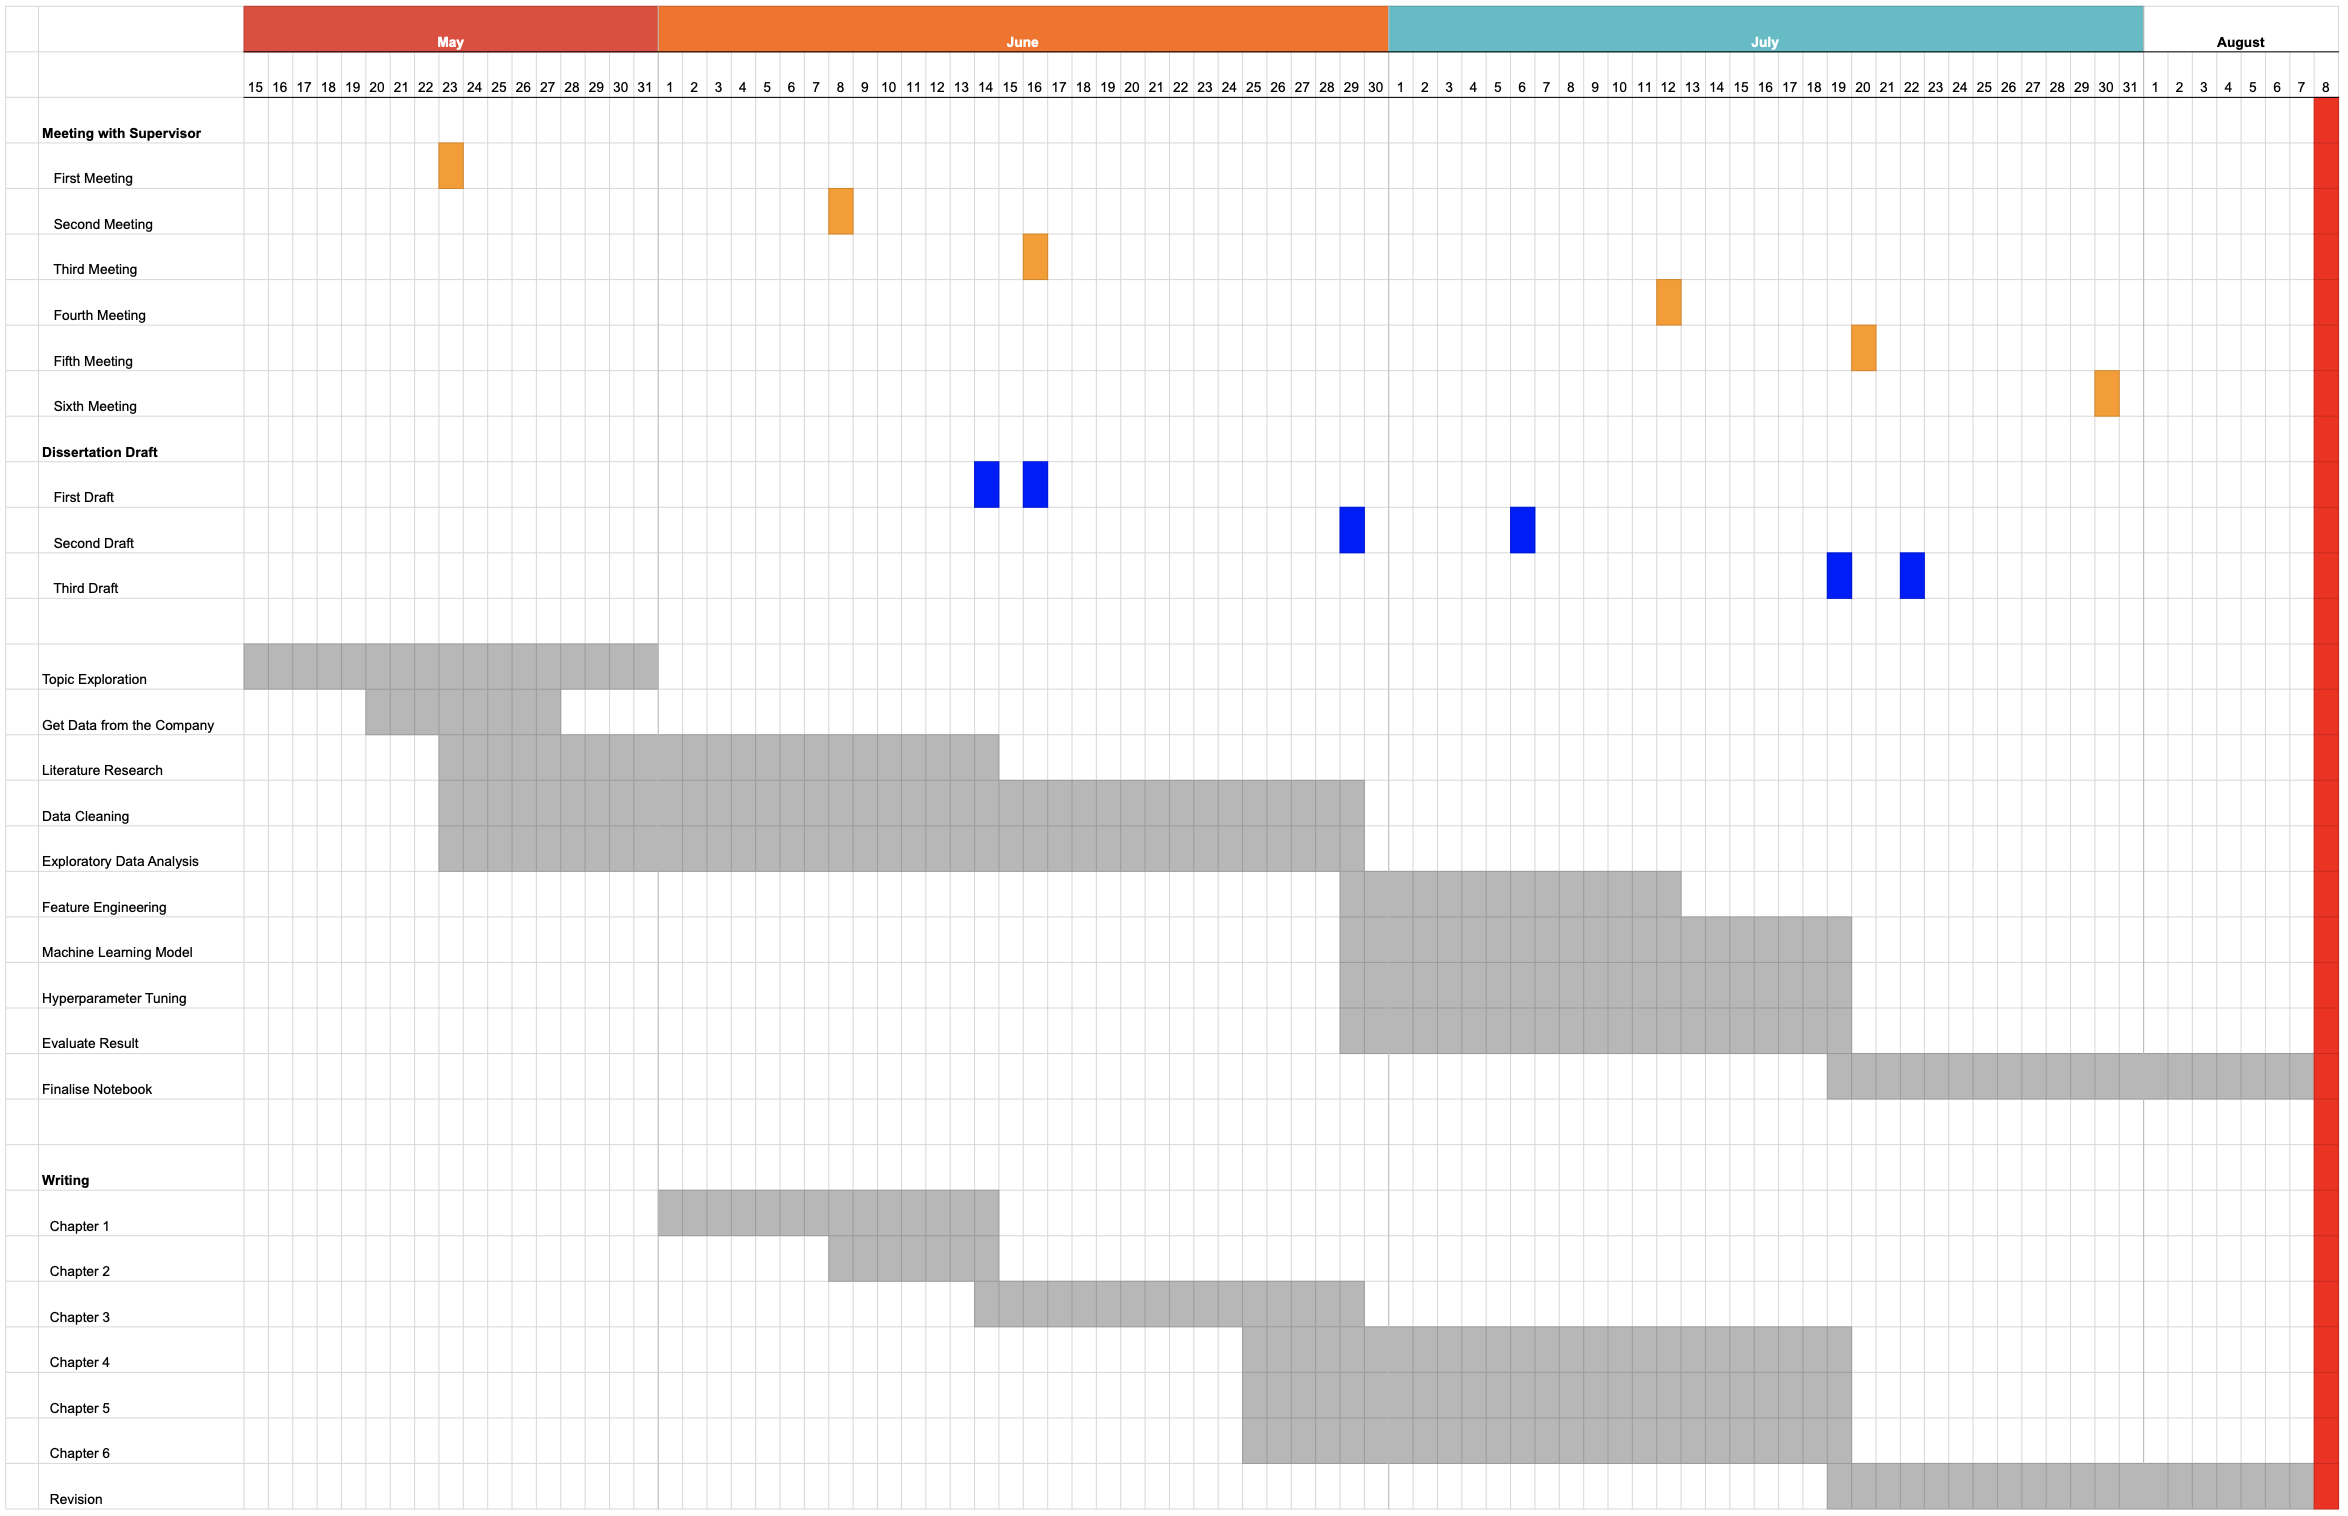 May June July August
15 16 17 18 19 20 21 22 23 24 25 26 27 28 29 30 31 1 2 3 4 5 6 7 8 9 10 11 12 13 14 15 16 17 18 19 20 21 22 23 24 25 26 27 28 29 30 1 2 3 4 5 6 7 8 9 10 11 12 13 14 15 16 17 18 19 20 21 22 23 24 25 26 27 28 29 30 31 1 2 3 4 5 6 7 8
Meeting with Supervisor
First Meeting
Second Meeting
Third Meeting
Fourth Meeting
Fifth Meeting
Sixth Meeting
Dissertation Draft
First Draft
Second Draft
Third Draft
Topic Exploration
Get Data from the Company
Literature Research
Data Cleaning
Exploratory Data Analysis
Feature Engineering
Machine Learning Model
Hyperparameter Tuning
Evaluate Result
Finalise Notebook
Writing
Chapter 1
Chapter 2
Chapter 3
Chapter 4
Chapter 5
Chapter 6
Revision